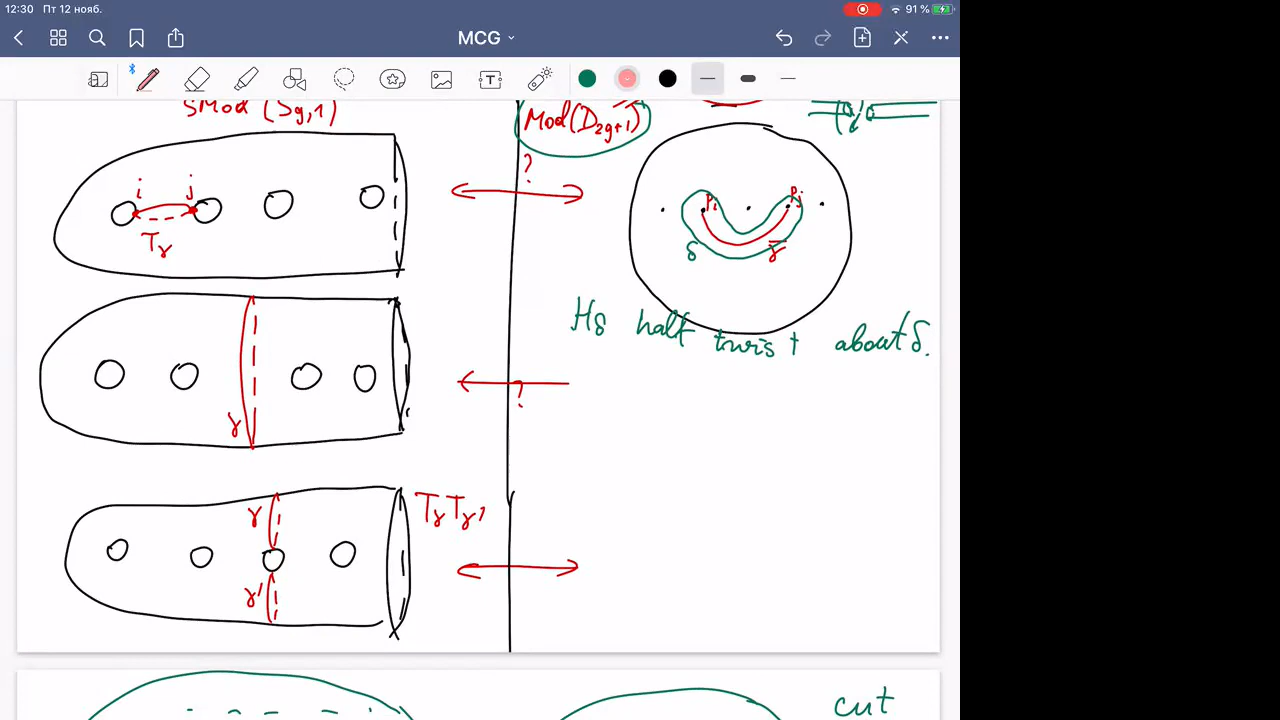 12:30 Пт 12 нояб.
91 %
MCG
SMod (Sg,1)
Mod(D2g+1)
i j
Tγ
?
Pi Pj
δ γ̄
Hδ half twist about δ.
γ
?
γ
Tγ Tγ'
γ'
cut